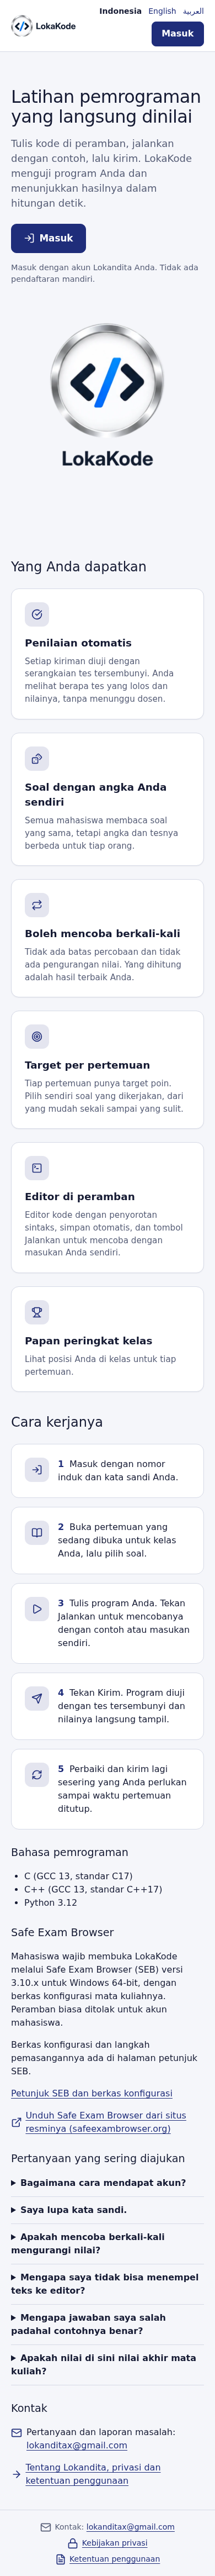 LokaKode
Indonesia English العربية
Masuk
Latihan pemrograman
yang langsung dinilai
Tulis kode di peramban, jalankan
dengan contoh, lalu kirim. LokaKode
menguji program Anda dan
menunjukkan hasilnya dalam
hitungan detik.
Masuk
Masuk dengan akun Lokandita Anda. Tidak ada
pendaftaran mandiri.
LokaKode
Yang Anda dapatkan
Penilaian otomatis
Setiap kiriman diuji dengan
serangkaian tes tersembunyi. Anda
melihat berapa tes yang lolos dan
nilainya, tanpa menunggu dosen.
Soal dengan angka Anda
sendiri
Semua mahasiswa membaca soal
yang sama, tetapi angka dan tesnya
berbeda untuk tiap orang.
Boleh mencoba berkali-kali
Tidak ada batas percobaan dan tidak
ada pengurangan nilai. Yang dihitung
adalah hasil terbaik Anda.
Target per pertemuan
Tiap pertemuan punya target poin.
Pilih sendiri soal yang dikerjakan, dari
yang mudah sekali sampai yang sulit.
Editor di peramban
Editor kode dengan penyorotan
sintaks, simpan otomatis, dan tombol
Jalankan untuk mencoba dengan
masukan Anda sendiri.
Papan peringkat kelas
Lihat posisi Anda di kelas untuk tiap
pertemuan.
Cara kerjanya
1 Masuk dengan nomor
induk dan kata sandi Anda.
2 Buka pertemuan yang
sedang dibuka untuk kelas
Anda, lalu pilih soal.
3 Tulis program Anda. Tekan
Jalankan untuk mencobanya
dengan contoh atau masukan
sendiri.
4 Tekan Kirim. Program diuji
dengan tes tersembunyi dan
nilainya langsung tampil.
5 Perbaiki dan kirim lagi
sesering yang Anda perlukan
sampai waktu pertemuan
ditutup.
Bahasa pemrograman
• C (GCC 13, standar C17)
• C++ (GCC 13, standar C++17)
• Python 3.12
Safe Exam Browser
Mahasiswa wajib membuka LokaKode
melalui Safe Exam Browser (SEB) versi
3.10.x untuk Windows 64-bit, dengan
berkas konfigurasi mata kuliahnya.
Peramban biasa ditolak untuk akun
mahasiswa.
Berkas konfigurasi dan langkah
pemasangannya ada di halaman petunjuk
SEB.
Petunjuk SEB dan berkas konfigurasi
Unduh Safe Exam Browser dari situs
resminya (safeexambrowser.org)
Pertanyaan yang sering diajukan
Bagaimana cara mendapat akun?
Saya lupa kata sandi.
Apakah mencoba berkali-kali
mengurangi nilai?
Mengapa saya tidak bisa menempel
teks ke editor?
Mengapa jawaban saya salah
padahal contohnya benar?
Apakah nilai di sini nilai akhir mata
kuliah?
Kontak
Pertanyaan dan laporan masalah:
lokanditax@gmail.com
Tentang Lokandita, privasi dan
ketentuan penggunaan
Kontak: lokanditax@gmail.com
Kebijakan privasi
Ketentuan penggunaan